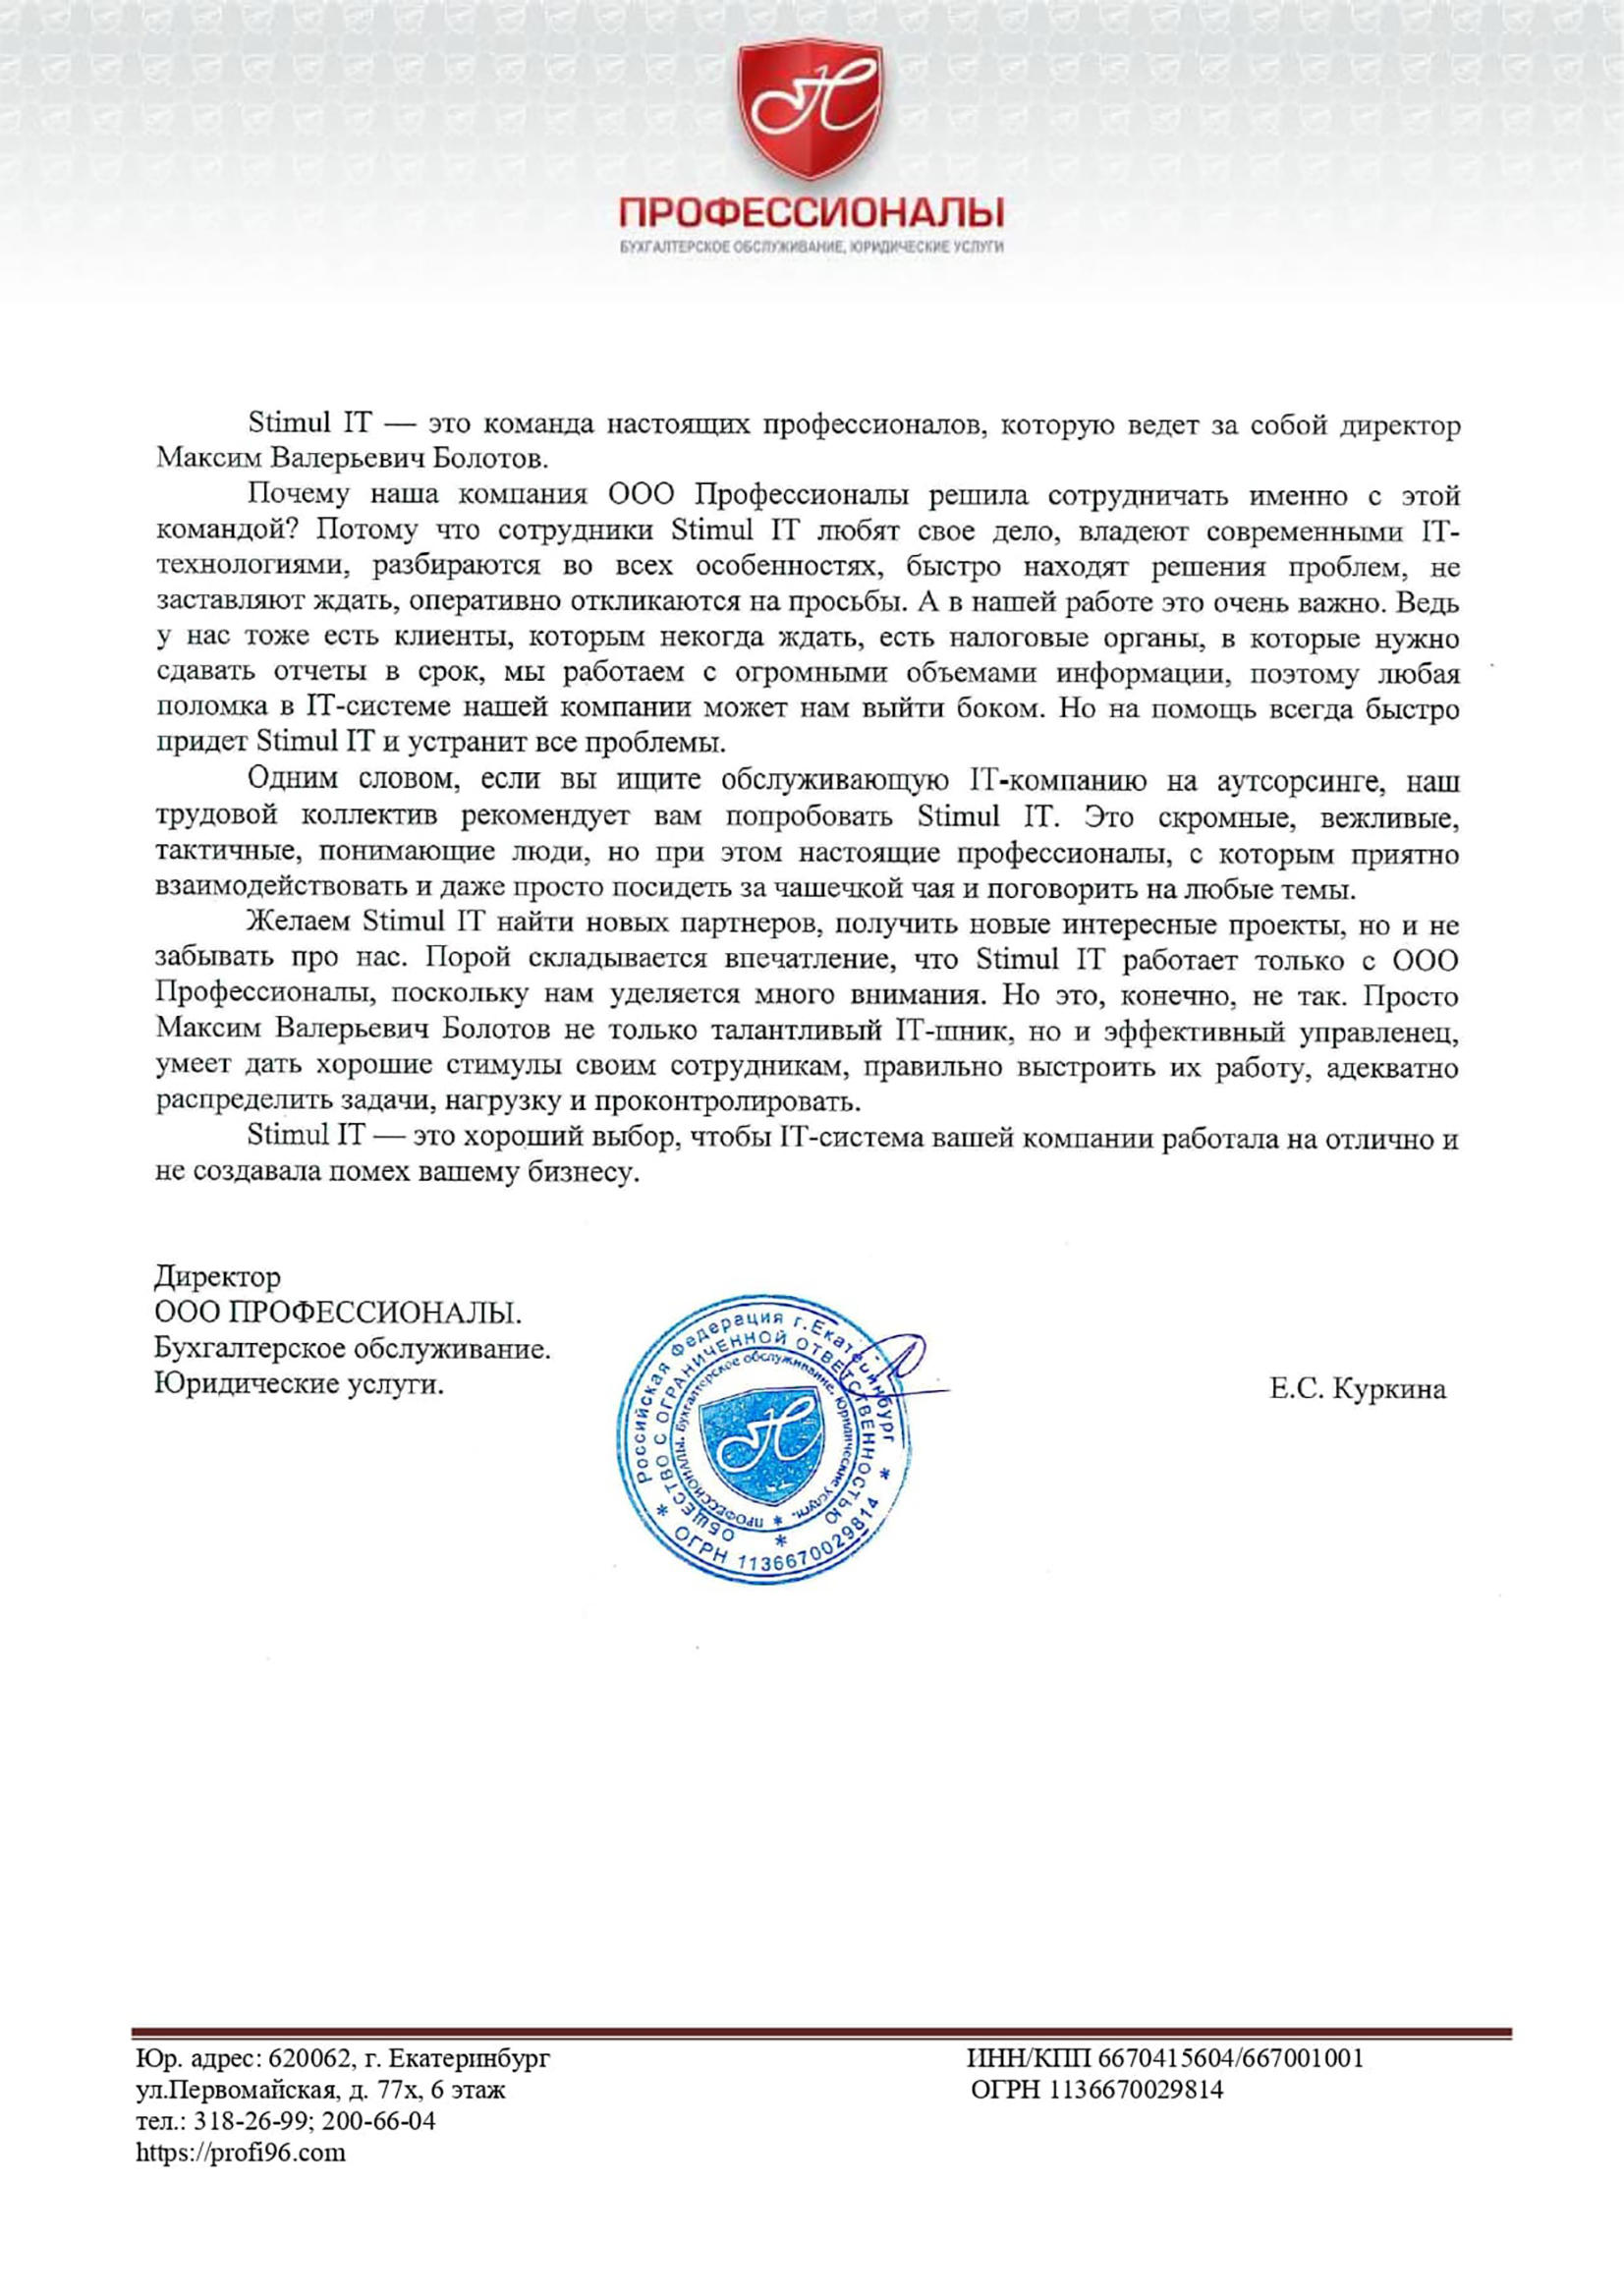 ПРОФЕССИОНАЛЫ
БУХГАЛТЕРСКОЕ ОБСЛУЖИВАНИЕ, ЮРИДИЧЕСКИЕ УСЛУГИ
Stimul IT — это команда настоящих профессионалов, которую ведет за собой директор
Максим Валерьевич Болотов.
Почему наша компания ООО Профессионалы решила сотрудничать именно с этой
командой? Потому что сотрудники Stimul IT любят свое дело, владеют современными IT-
технологиями, разбираются во всех особенностях, быстро находят решения проблем, не
заставляют ждать, оперативно откликаются на просьбы. А в нашей работе это очень важно. Ведь
у нас тоже есть клиенты, которым некогда ждать, есть налоговые органы, в которые нужно
сдавать отчеты в срок, мы работаем с огромными объемами информации, поэтому любая
поломка в IT-системе нашей компании может нам выйти боком. Но на помощь всегда быстро
придет Stimul IT и устранит все проблемы.
Одним словом, если вы ищите обслуживающую IT-компанию на аутсорсинге, наш
трудовой коллектив рекомендует вам попробовать Stimul IT. Это скромные, вежливые,
тактичные, понимающие люди, но при этом настоящие профессионалы, с которым приятно
взаимодействовать и даже просто посидеть за чашечкой чая и поговорить на любые темы.
Желаем Stimul IT найти новых партнеров, получить новые интересные проекты, но и не
забывать про нас. Порой складывается впечатление, что Stimul IT работает только с ООО
Профессионалы, поскольку нам уделяется много внимания. Но это, конечно, не так. Просто
Максим Валерьевич Болотов не только талантливый IT-шник, но и эффективный управленец,
умеет дать хорошие стимулы своим сотрудникам, правильно выстроить их работу, адекватно
распределить задачи, нагрузку и проконтролировать.
Stimul IT — это хороший выбор, чтобы IT-система вашей компании работала на отлично и
не создавала помех вашему бизнесу.
Директор
ООО ПРОФЕССИОНАЛЫ.
Бухгалтерское обслуживание.
Юридические услуги.
Е.С. Куркина
Российская Федерация г.Екатеринбург * ОГРН 1136670029814 *
ОБЩЕСТВО С ОГРАНИЧЕННОЙ ОТВЕТСТВЕННОСТЬЮ *
ПРОФЕССИОНАЛЫ. Бухгалтерское обслуживание. Юридические услуги. *
Юр. адрес: 620062, г. Екатеринбург
ул.Первомайская, д. 77х, 6 этаж
тел.: 318-26-99; 200-66-04
https://profi96.com
ИНН/КПП 6670415604/667001001
ОГРН 1136670029814